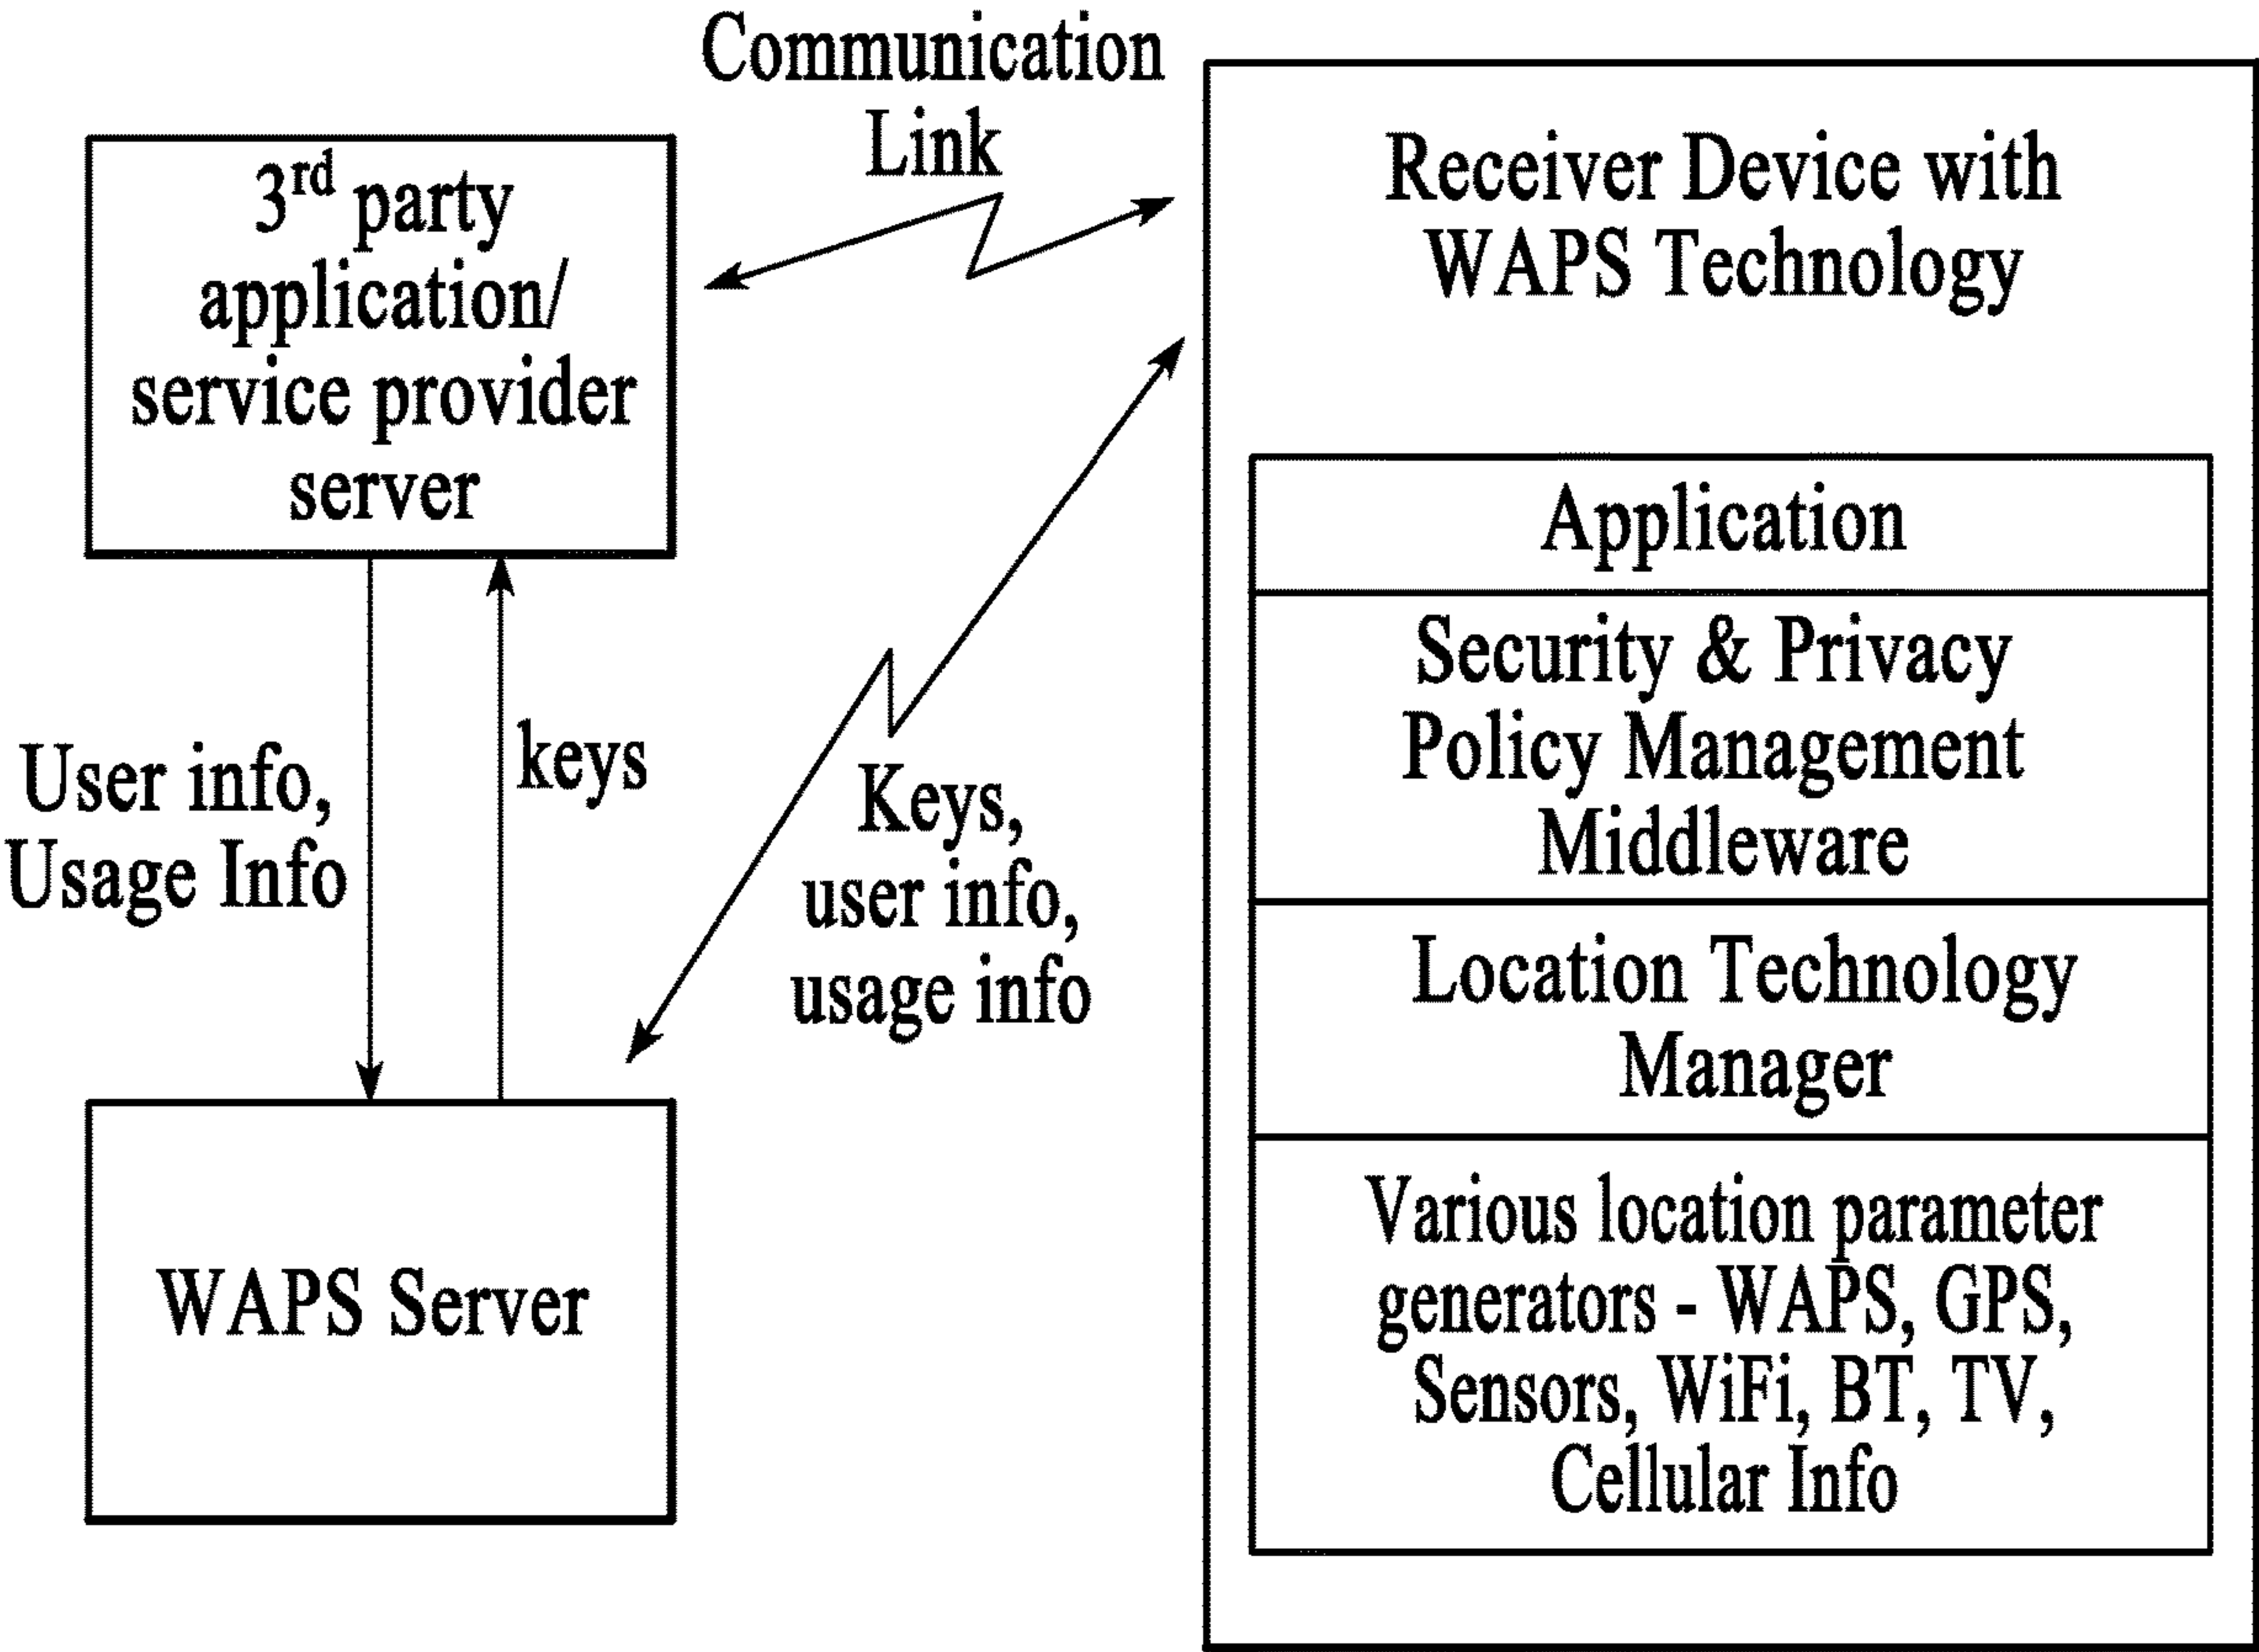 Communication
Link
3rd party
application/
service provider
server
User info,
Usage Info
keys
Keys,
user info,
usage info
WAPS Server
Receiver Device with
WAPS Technology
Application
Security & Privacy
Policy Management
Middleware
Location Technology
Manager
Various location parameter
generators - WAPS, GPS,
Sensors, WiFi, BT, TV,
Cellular Info